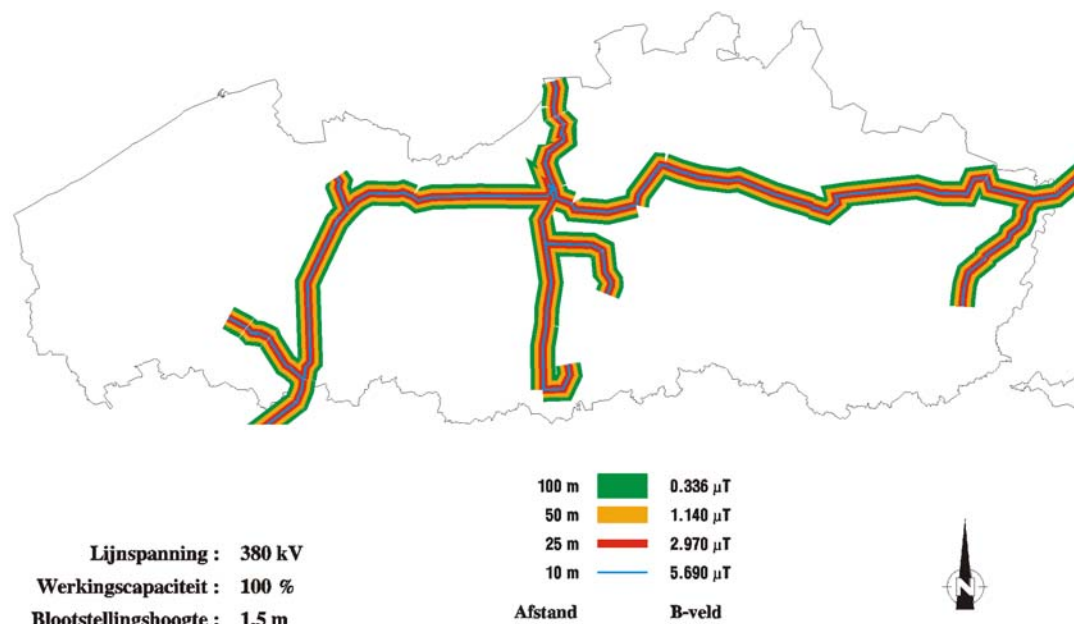 100 m 0.336 µT
50 m 1.140 µT
25 m 2.970 µT
10 m 5.690 µT
Afstand B-veld
Lijnspanning : 380 kV
Werkingscapaciteit : 100 %
Blootstellingshoogte : 1.5 m
N